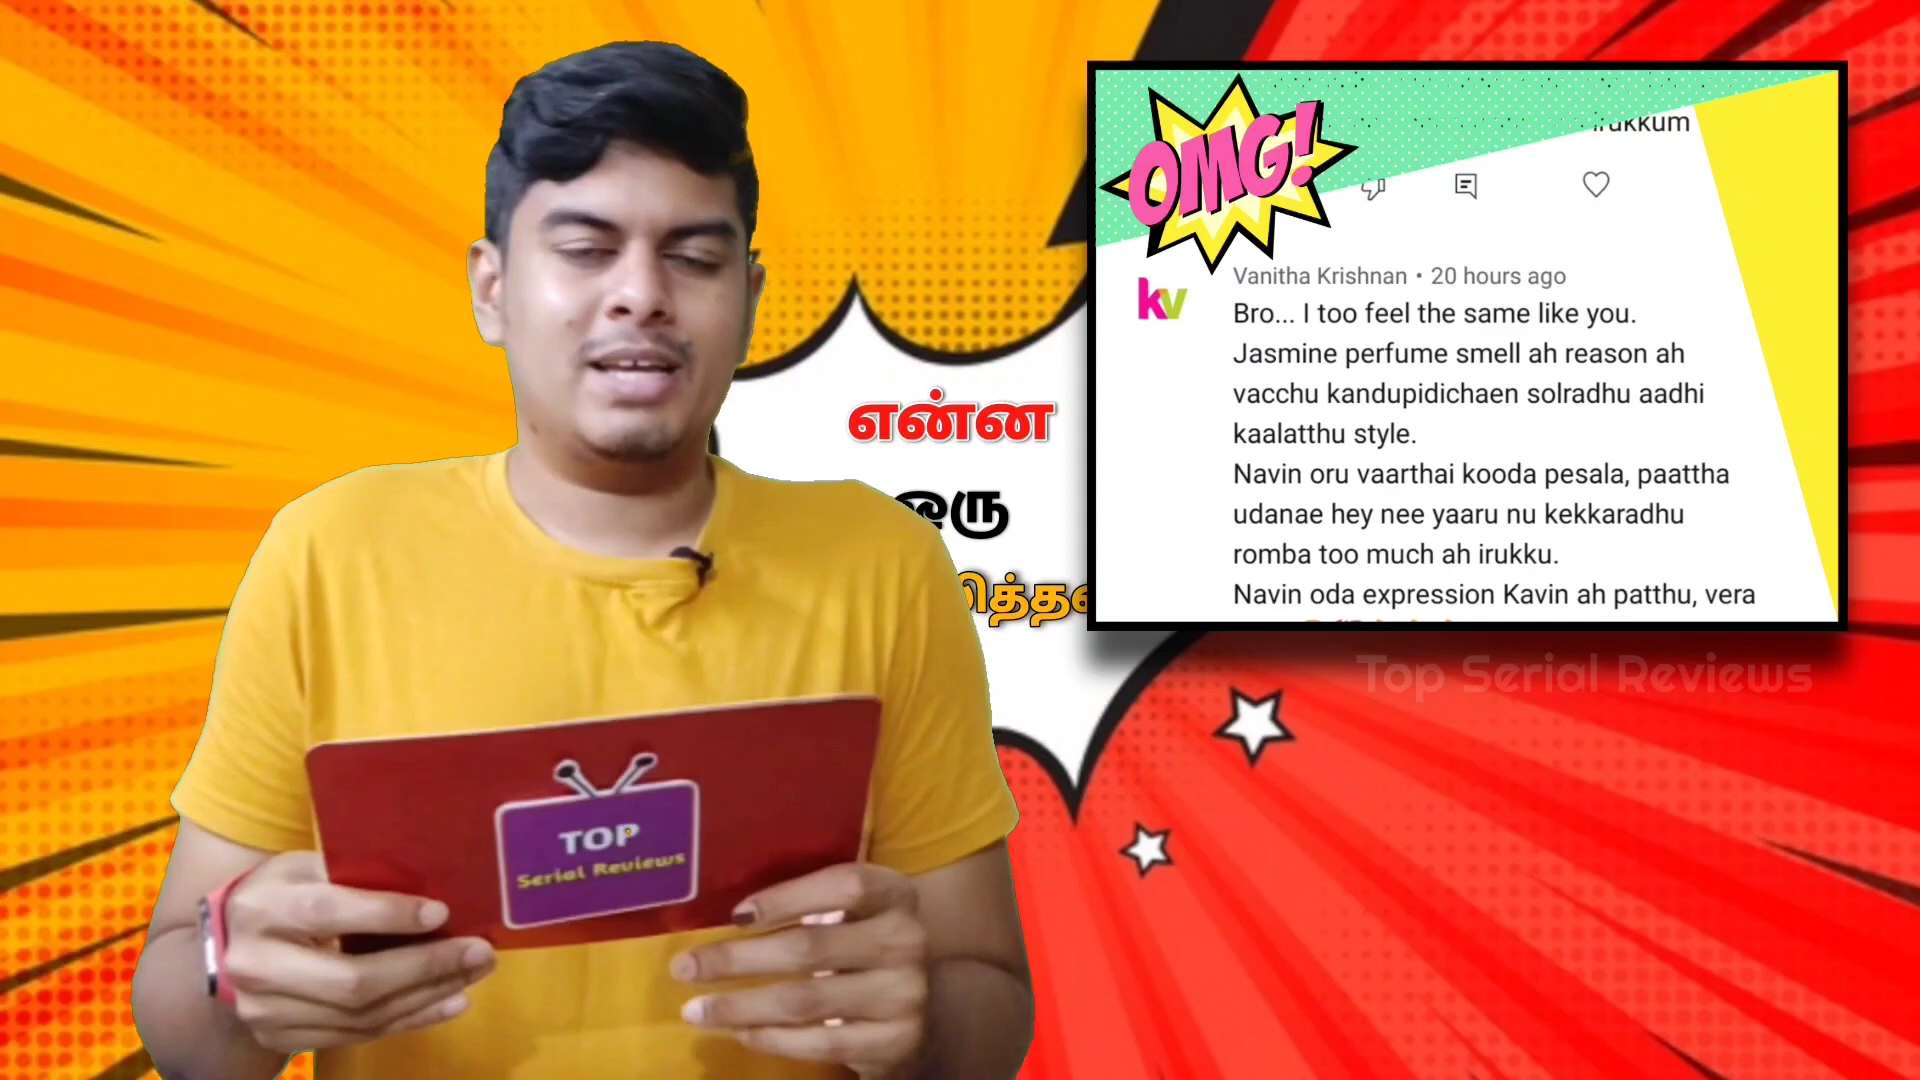 OMG!
Vanitha Krishnan • 20 hours ago
kv
Bro... I too feel the same like you.
Jasmine perfume smell ah reason ah
vacchu kandupidichaen solradhu aadhi
kaalatthu style.
Navin oru vaarthai kooda pesala, paattha
udanae hey nee yaaru nu kekkaradhu
romba too much ah irukku.
Navin oda expression Kavin ah patthu, vera
என்ன
ஒரு
Top Serial Reviews
TOP
Serial Reviews